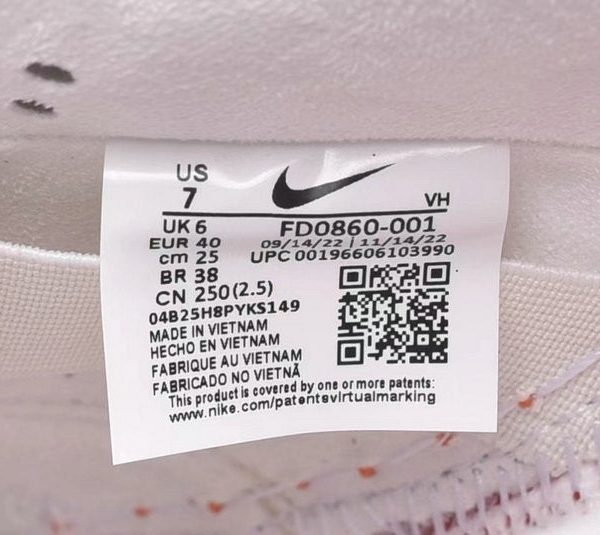 US
7
VH
UK 6
FD0860-001
EUR 40
09/14/22 | 11/14/22
cm 25
UPC 00196606103990
BR 38
CN 250(2.5)
04B25H8PYKS149
MADE IN VIETNAM
HECHO EN VIETNAM
FABRIQUE AU VIETNAM
FABRICADO NO VIETNÃ
This product is covered by one or more patents:
www.nike.com/patentsvirtualmarking